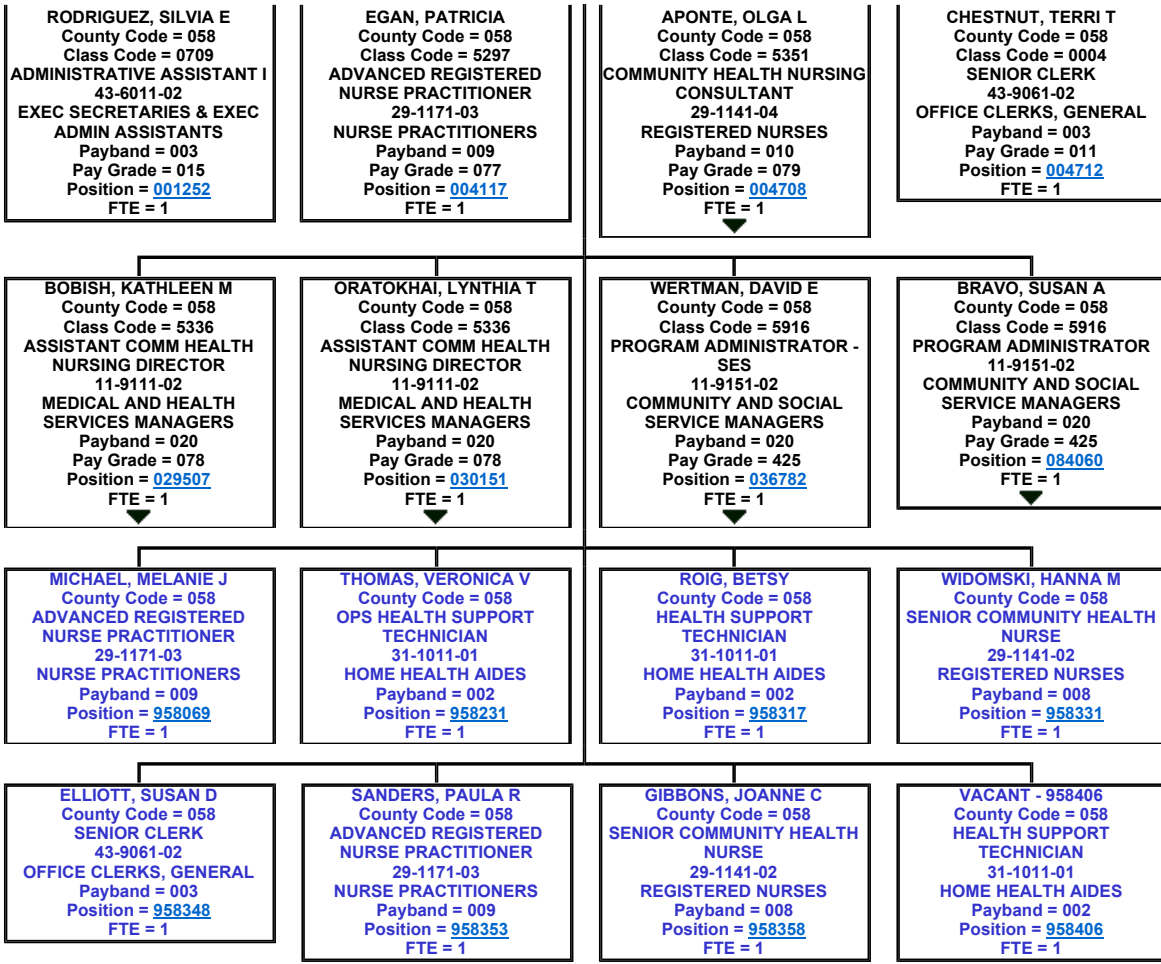 RODRIGUEZ, SILVIA E
County Code = 058
Class Code = 0709
ADMINISTRATIVE ASSISTANT I
43-6011-02
EXEC SECRETARIES & EXEC
ADMIN ASSISTANTS
Payband = 003
Pay Grade = 015
Position = 001252
FTE = 1
EGAN, PATRICIA
County Code = 058
Class Code = 5297
ADVANCED REGISTERED
NURSE PRACTITIONER
29-1171-03
NURSE PRACTITIONERS
Payband = 009
Pay Grade = 077
Position = 004117
FTE = 1
APONTE, OLGA L
County Code = 058
Class Code = 5351
COMMUNITY HEALTH NURSING
CONSULTANT
29-1141-04
REGISTERED NURSES
Payband = 010
Pay Grade = 079
Position = 004708
FTE = 1
CHESTNUT, TERRI T
County Code = 058
Class Code = 0004
SENIOR CLERK
43-9061-02
OFFICE CLERKS, GENERAL
Payband = 003
Pay Grade = 011
Position = 004712
FTE = 1
BOBISH, KATHLEEN M
County Code = 058
Class Code = 5336
ASSISTANT COMM HEALTH
NURSING DIRECTOR
11-9111-02
MEDICAL AND HEALTH
SERVICES MANAGERS
Payband = 020
Pay Grade = 078
Position = 029507
FTE = 1
ORATOKHAI, LYNTHIA T
County Code = 058
Class Code = 5336
ASSISTANT COMM HEALTH
NURSING DIRECTOR
11-9111-02
MEDICAL AND HEALTH
SERVICES MANAGERS
Payband = 020
Pay Grade = 078
Position = 030151
FTE = 1
WERTMAN, DAVID E
County Code = 058
Class Code = 5916
PROGRAM ADMINISTRATOR -
SES
11-9151-02
COMMUNITY AND SOCIAL
SERVICE MANAGERS
Payband = 020
Pay Grade = 425
Position = 036782
FTE = 1
BRAVO, SUSAN A
County Code = 058
Class Code = 5916
PROGRAM ADMINISTRATOR
11-9151-02
COMMUNITY AND SOCIAL
SERVICE MANAGERS
Payband = 020
Pay Grade = 425
Position = 084060
FTE = 1
MICHAEL, MELANIE J
County Code = 058
ADVANCED REGISTERED
NURSE PRACTITIONER
29-1171-03
NURSE PRACTITIONERS
Payband = 009
Position = 958069
FTE = 1
THOMAS, VERONICA V
County Code = 058
OPS HEALTH SUPPORT
TECHNICIAN
31-1011-01
HOME HEALTH AIDES
Payband = 002
Position = 958231
FTE = 1
ROIG, BETSY
County Code = 058
HEALTH SUPPORT
TECHNICIAN
31-1011-01
HOME HEALTH AIDES
Payband = 002
Position = 958317
FTE = 1
WIDOMSKI, HANNA M
County Code = 058
SENIOR COMMUNITY HEALTH
NURSE
29-1141-02
REGISTERED NURSES
Payband = 008
Position = 958331
FTE = 1
ELLIOTT, SUSAN D
County Code = 058
SENIOR CLERK
43-9061-02
OFFICE CLERKS, GENERAL
Payband = 003
Position = 958348
FTE = 1
SANDERS, PAULA R
County Code = 058
ADVANCED REGISTERED
NURSE PRACTITIONER
29-1171-03
NURSE PRACTITIONERS
Payband = 009
Position = 958353
FTE = 1
GIBBONS, JOANNE C
County Code = 058
SENIOR COMMUNITY HEALTH
NURSE
29-1141-02
REGISTERED NURSES
Payband = 008
Position = 958358
FTE = 1
VACANT - 958406
County Code = 058
HEALTH SUPPORT
TECHNICIAN
31-1011-01
HOME HEALTH AIDES
Payband = 002
Position = 958406
FTE = 1